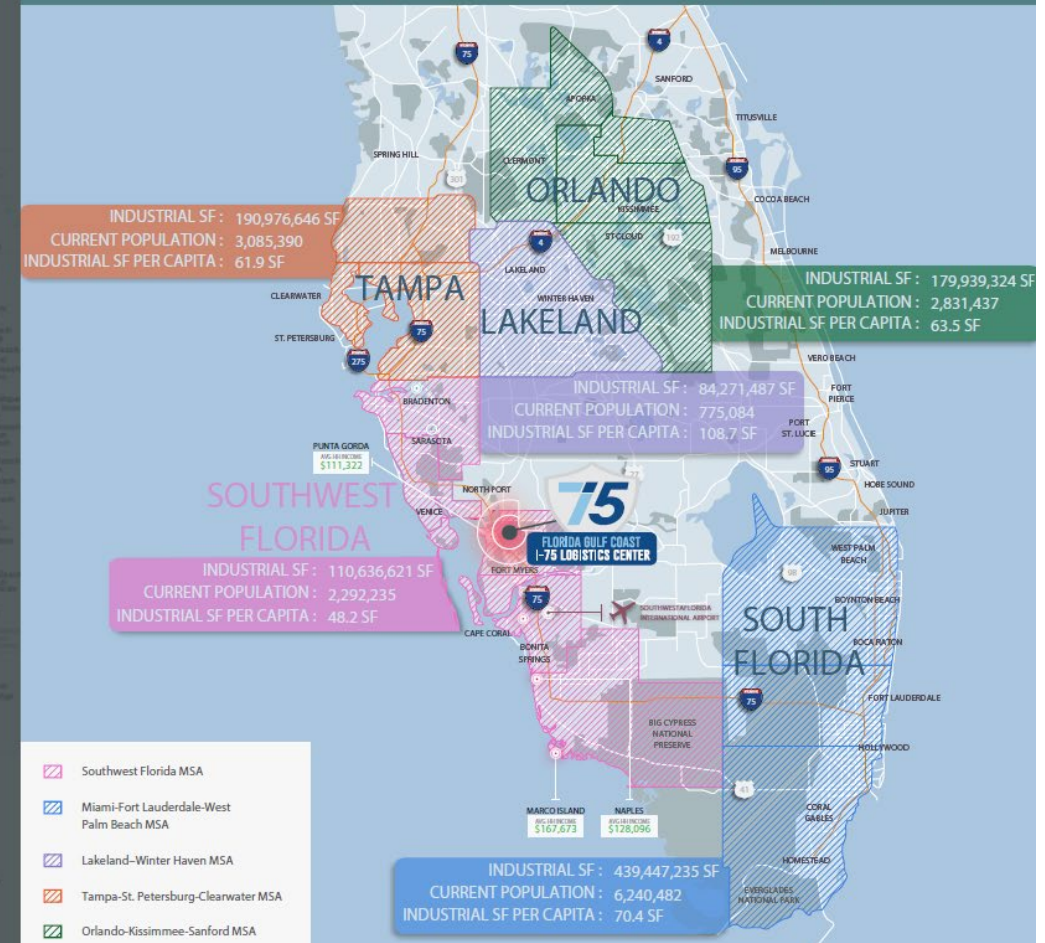 75
4
SANFORD
APOPKA
TITUSVILLE
SPRING HILL
CLERMONT
301
95
ORLANDO
KISSIMMEE
COCOA BEACH
INDUSTRIAL SF : 190,976,646 SF
CURRENT POPULATION : 3,085,390
INDUSTRIAL SF PER CAPITA : 61.9 SF
ST CLOUD
192
4
MELBOURNE
LAKELAND
TAMPA
CLEARWATER
WINTER HAVEN
INDUSTRIAL SF : 179,939,324 SF
CURRENT POPULATION : 2,831,437
INDUSTRIAL SF PER CAPITA : 63.5 SF
LAKELAND
75
ST. PETERSBURG
275
VERO BEACH
INDUSTRIAL SF : 84,271,487 SF
CURRENT POPULATION : 775,084
INDUSTRIAL SF PER CAPITA : 108.7 SF
FORT
PIERCE
BRADENTON
PORT
ST. LUCIE
SARASOTA
PUNTA GORDA
AVG HH INCOME
$111,322
27
95
STUART
HOBE SOUND
NORTH PORT
SOUTHWEST
FLORIDA
VENICE
75
FLORIDA GULF COAST
I-75 LOGISTICS CENTER
JUPITER
WEST PALM
BEACH
FORT MYERS
98
INDUSTRIAL SF : 110,636,621 SF
CURRENT POPULATION : 2,292,235
INDUSTRIAL SF PER CAPITA : 48.2 SF
75
SOUTHWEST FLORIDA
INTERNATIONAL AIRPORT
BOYNTON BEACH
SOUTH
FLORIDA
CAPE CORAL
BONITA
SPRINGS
BOCA RATON
75
FORT LAUDERDALE
BIG CYPRESS
NATIONAL
PRESERVE
HOLLYWOOD
41
MARCO ISLAND
AVG HH INCOME
$167,673
NAPLES
AVG HH INCOME
$128,096
CORAL
GABLES
HOMESTEAD
INDUSTRIAL SF : 439,447,235 SF
CURRENT POPULATION : 6,240,482
INDUSTRIAL SF PER CAPITA : 70.4 SF
EVERGLADES
NATIONAL PARK
Southwest Florida MSA
Miami-Fort Lauderdale-West
Palm Beach MSA
Lakeland–Winter Haven MSA
Tampa-St. Petersburg-Clearwater MSA
Orlando-Kissimmee-Sanford MSA